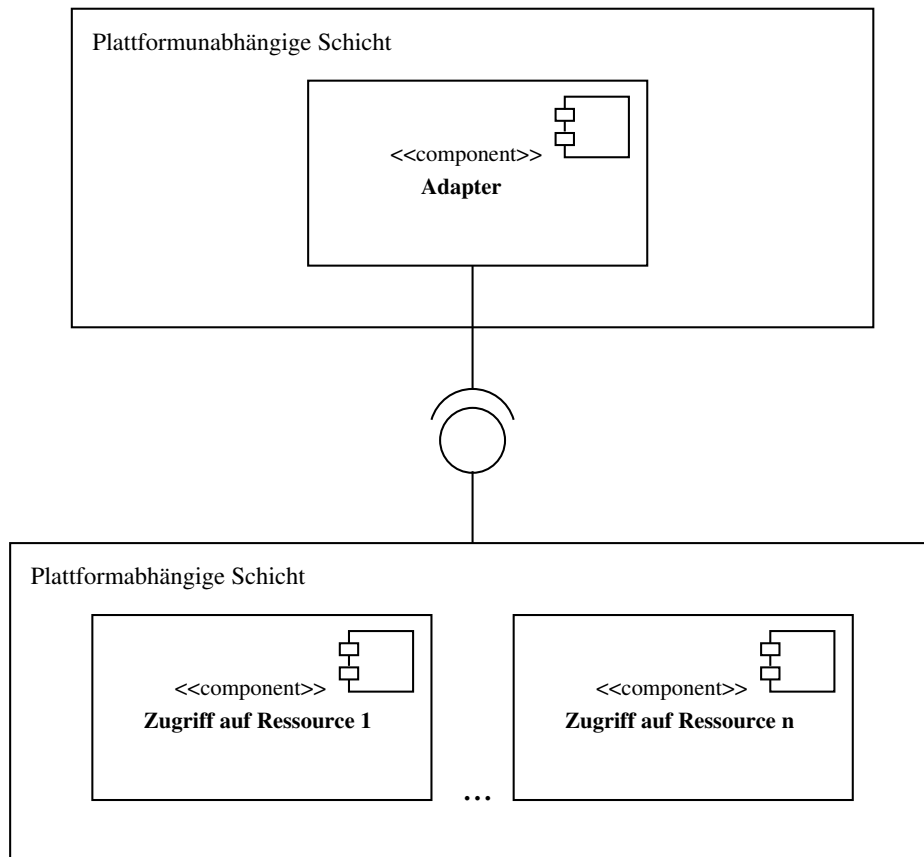 Plattformunabhängige Schicht
<<component>>
Adapter
Plattformabhängige Schicht
<<component>>
Zugriff auf Ressource 1
<<component>>
Zugriff auf Ressource n
...